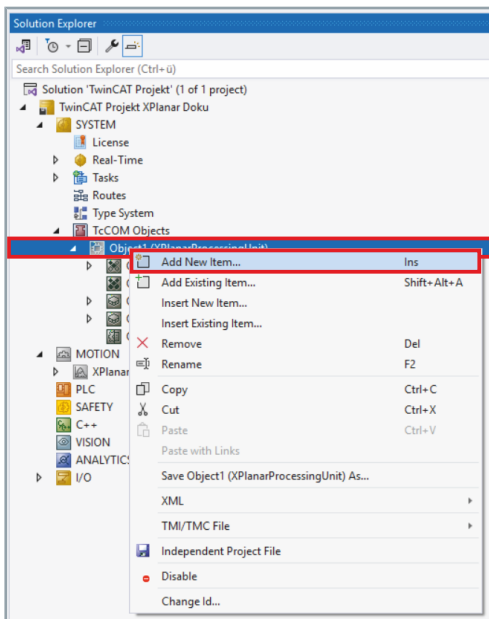 Solution Explorer
Search Solution Explorer (Ctrl+ü)
Solution 'TwinCAT Projekt' (1 of 1 project)
TwinCAT Projekt XPlanar Doku
SYSTEM
License
Real-Time
Tasks
Routes
Type System
TcCOM Objects
Object1 (XPlanarProcessingUnit)
MOTION
XPlanar
PLC
SAFETY
C++
VISION
ANALYTICS
I/O
Add New Item... Ins
Add Existing Item... Shift+Alt+A
Insert New Item...
Insert Existing Item...
Remove Del
Rename F2
Copy Ctrl+C
Cut Ctrl+X
Paste Ctrl+V
Paste with Links
Save Object1 (XPlanarProcessingUnit) As...
XML
TMI/TMC File
Independent Project File
Disable
Change Id...